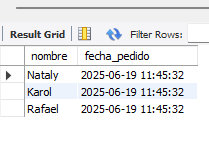 Result Grid Filter Rows:
nombre fecha_pedido
Nataly 2025-06-19 11:45:32
Karol 2025-06-19 11:45:32
Rafael 2025-06-19 11:45:32